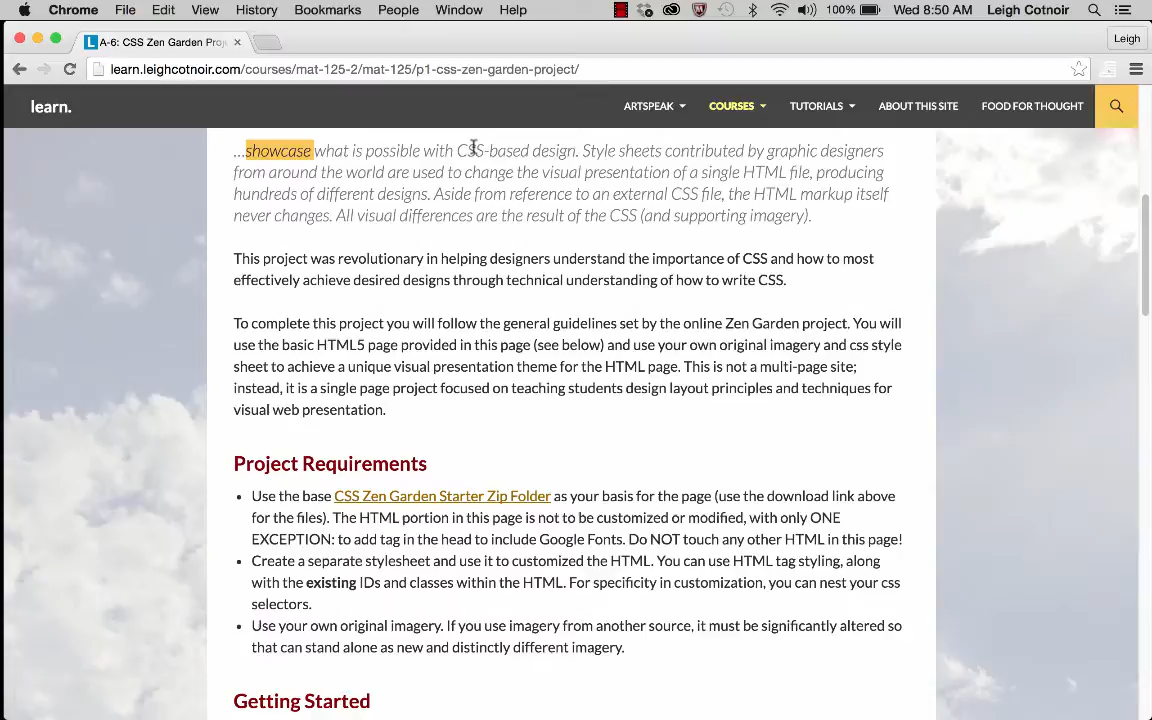 Chrome File Edit View History Bookmarks People Window Help 100% Wed 8:50 AM Leigh Cotnoir
A-6: CSS Zen Garden Proj × Leigh
learn.leighcotnoir.com/courses/mat-125-2/mat-125/p1-css-zen-garden-project/
learn. ARTSPEAK COURSES TUTORIALS ABOUT THIS SITE FOOD FOR THOUGHT
...showcase what is possible with CSS-based design. Style sheets contributed by graphic designers
from around the world are used to change the visual presentation of a single HTML file, producing
hundreds of different designs. Aside from reference to an external CSS file, the HTML markup itself
never changes. All visual differences are the result of the CSS (and supporting imagery).
This project was revolutionary in helping designers understand the importance of CSS and how to most
effectively achieve desired designs through technical understanding of how to write CSS.
To complete this project you will follow the general guidelines set by the online Zen Garden project. You will
use the basic HTML5 page provided in this page (see below) and use your own original imagery and css style
sheet to achieve a unique visual presentation theme for the HTML page. This is not a multi-page site;
instead, it is a single page project focused on teaching students design layout principles and techniques for
visual web presentation.
Project Requirements
• Use the base CSS Zen Garden Starter Zip Folder as your basis for the page (use the download link above
for the files). The HTML portion in this page is not to be customized or modified, with only ONE
EXCEPTION: to add tag in the head to include Google Fonts. Do NOT touch any other HTML in this page!
• Create a separate stylesheet and use it to customized the HTML. You can use HTML tag styling, along
with the existing IDs and classes within the HTML. For specificity in customization, you can nest your css
selectors.
• Use your own original imagery. If you use imagery from another source, it must be significantly altered so
that can stand alone as new and distinctly different imagery.
Getting Started